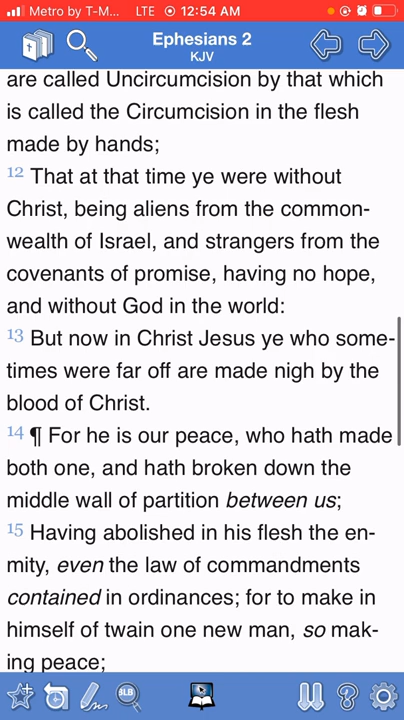 Metro by T-M... LTE 12:54 AM
Ephesians 2
KJV
are called Uncircumcision by that which
is called the Circumcision in the flesh
made by hands;
12 That at that time ye were without
Christ, being aliens from the common-
wealth of Israel, and strangers from the
covenants of promise, having no hope,
and without God in the world:
13 But now in Christ Jesus ye who some-
times were far off are made nigh by the
blood of Christ.
14 ¶ For he is our peace, who hath made
both one, and hath broken down the
middle wall of partition between us;
15 Having abolished in his flesh the en-
mity, even the law of commandments
contained in ordinances; for to make in
himself of twain one new man, so mak-
ing peace;
BLB